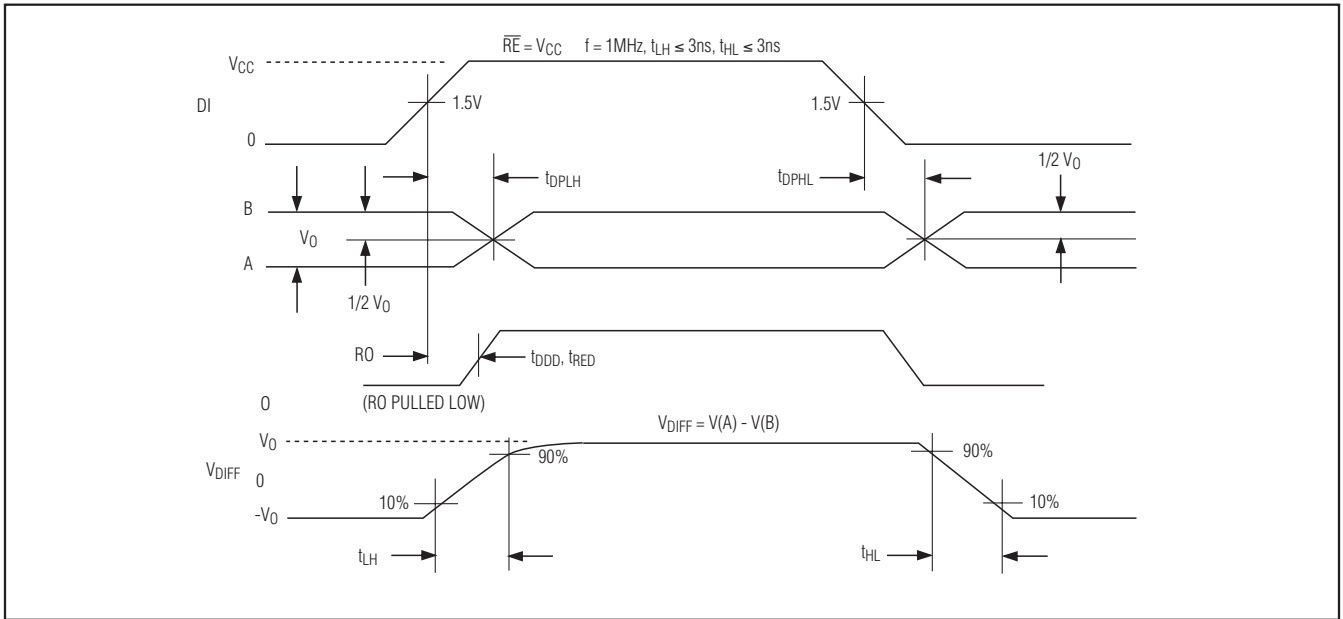 RE = VCC f = 1MHz, tLH ≤ 3ns, tHL ≤ 3ns
VCC
DI
1.5V
1.5V
0
1/2 VO
tDPLH
tDPHL
B
VO
A
1/2 VO
RO
tDDD, tRED
0
(RO PULLED LOW)
VDIFF = V(A) - V(B)
VO
90%
90%
VDIFF
0
10%
10%
-VO
tLH
tHL